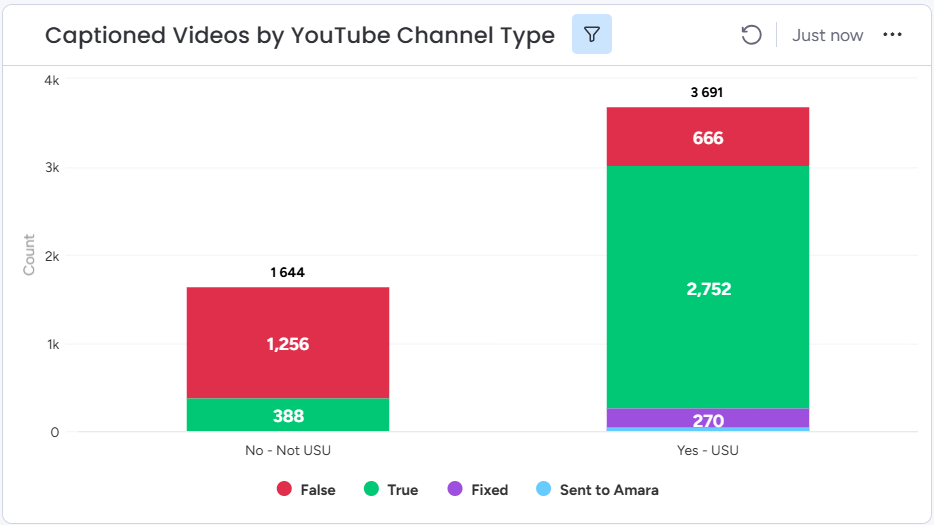 Captioned Videos by YouTube Channel Type
Just now
4k
3k
2k
1k
0
Count
1 644
1,256
388
3 691
666
2,752
270
No - Not USU
Yes - USU
False
True
Fixed
Sent to Amara